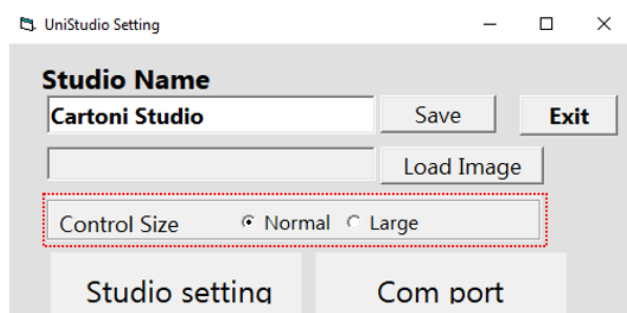 UniStudio Setting
Studio Name
Cartoni Studio Save Exit
Load Image
Control Size Normal Large
Studio setting Com port